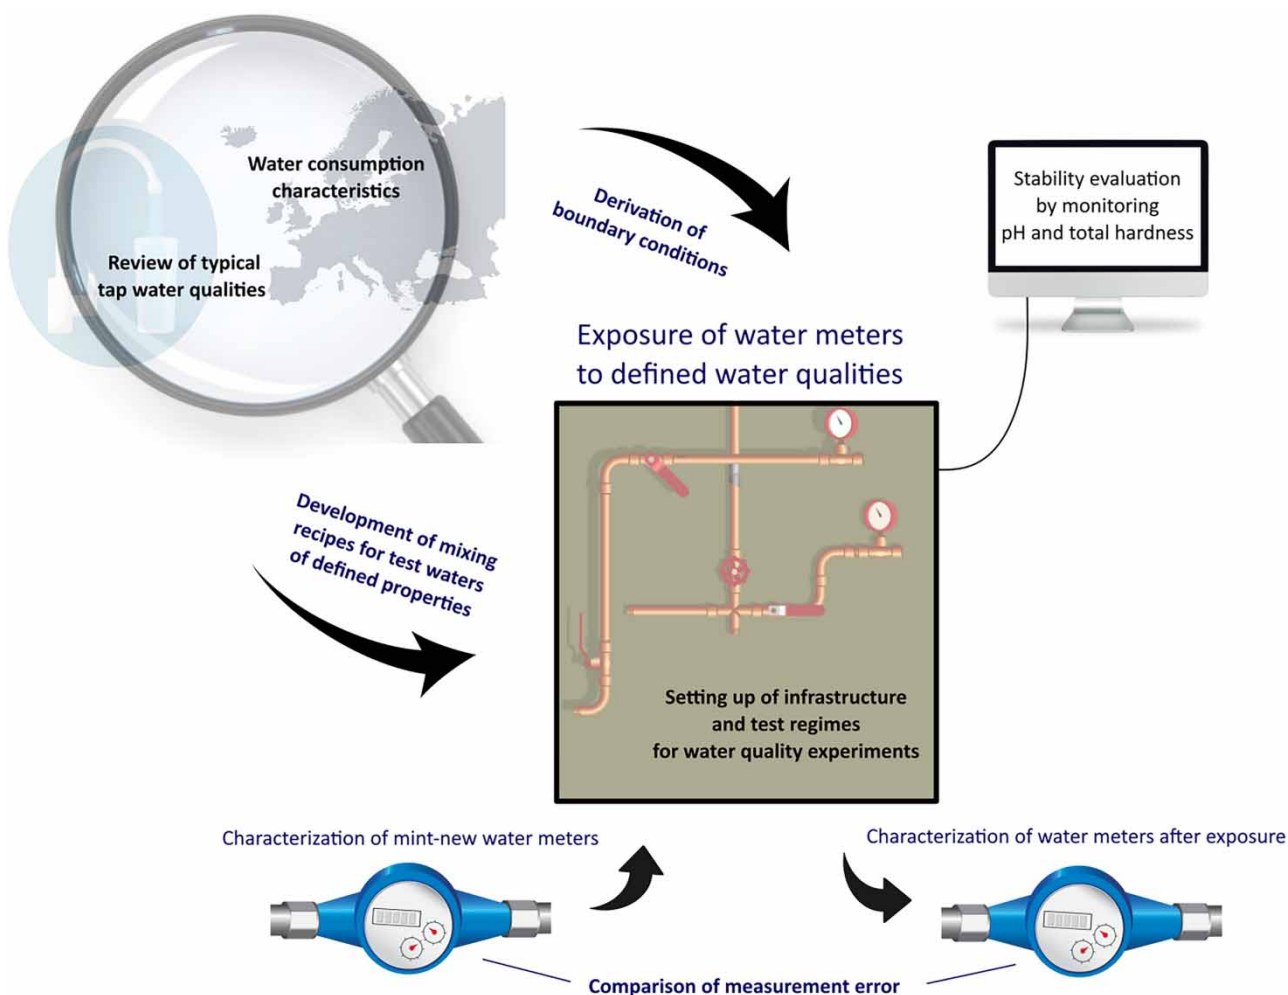 Water consumption
characteristics
Review of typical
tap water qualities
Derivation of
boundary conditions
Stability evaluation
by monitoring
pH and total hardness
Exposure of water meters
to defined water qualities
Development of mixing
recipes for test waters
of defined properties
Setting up of infrastructure
and test regimes
for water quality experiments
Characterization of mint-new water meters
Characterization of water meters after exposure
Comparison of measurement error